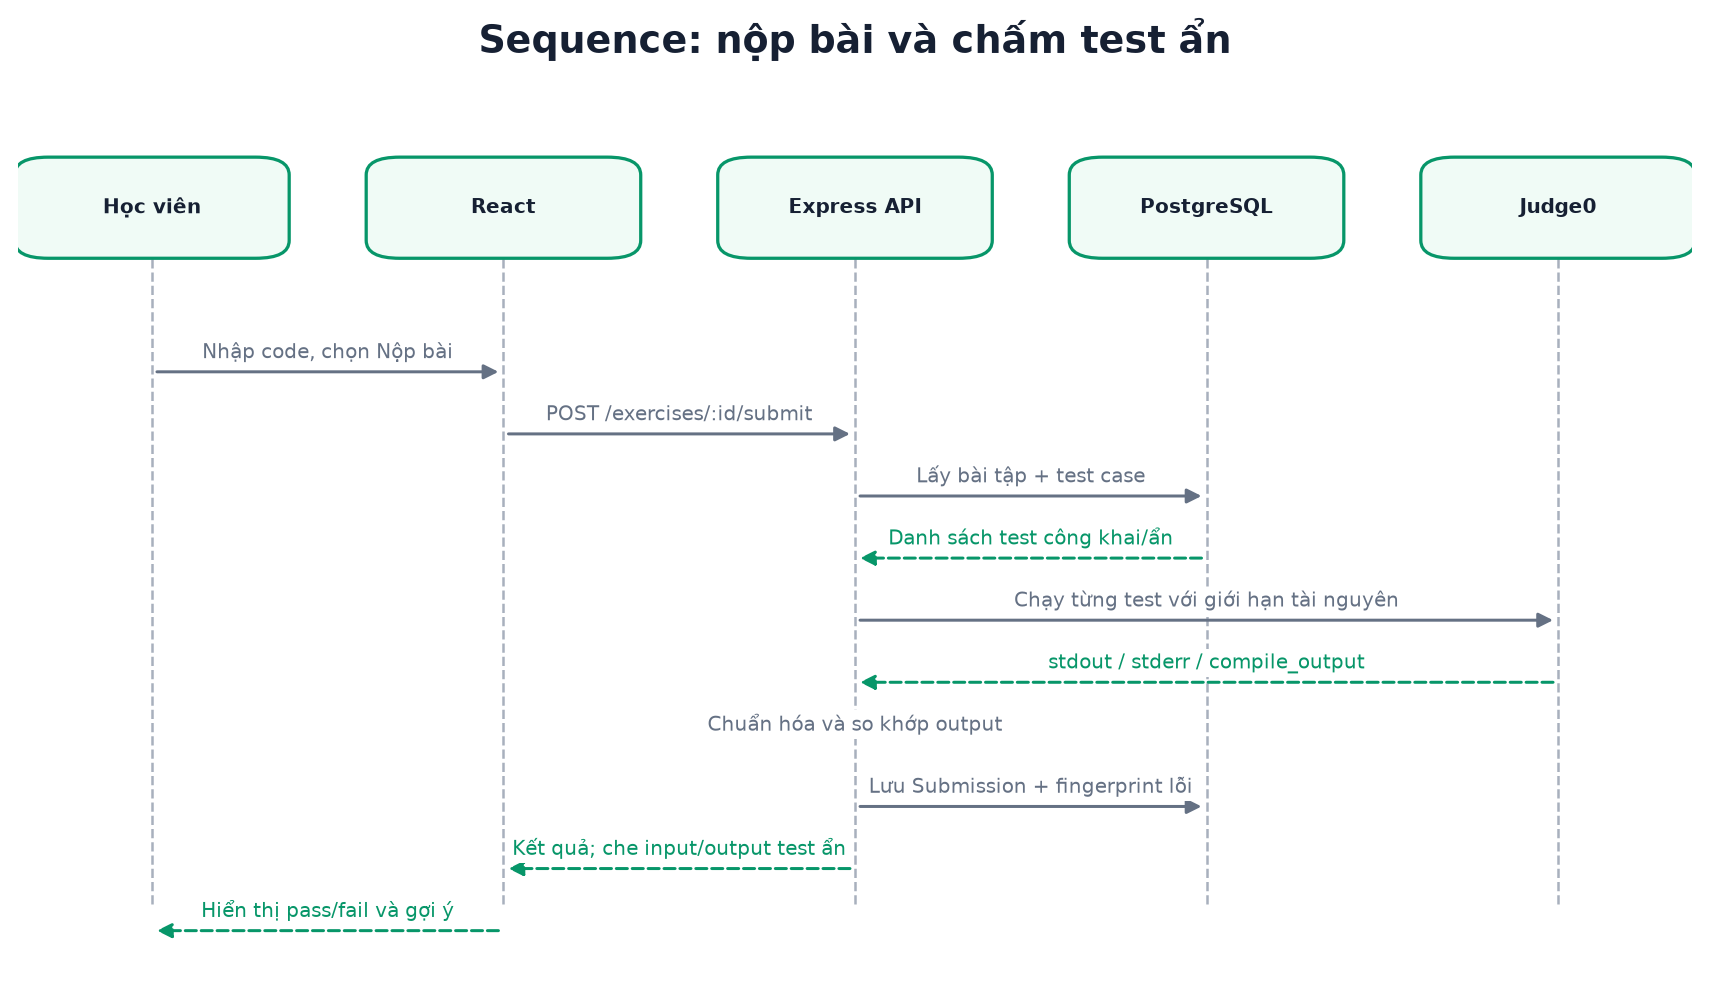 Sequence: nộp bài và chấm test ẩn
Học viên
React
Express API
PostgreSQL
Judge0
Nhập code, chọn Nộp bài
POST /exercises/:id/submit
Lấy bài tập + test case
Danh sách test công khai/ẩn
Chạy từng test với giới hạn tài nguyên
stdout / stderr / compile_output
Chuẩn hóa và so khớp output
Lưu Submission + fingerprint lỗi
Kết quả; che input/output test ẩn
Hiển thị pass/fail và gợi ý